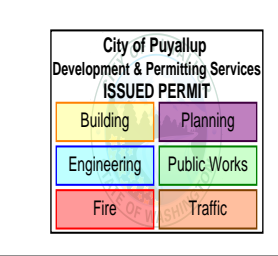 City of Puyallup
Development & Permitting Services
ISSUED PERMIT
Building Planning
Engineering Public Works
Fire Traffic